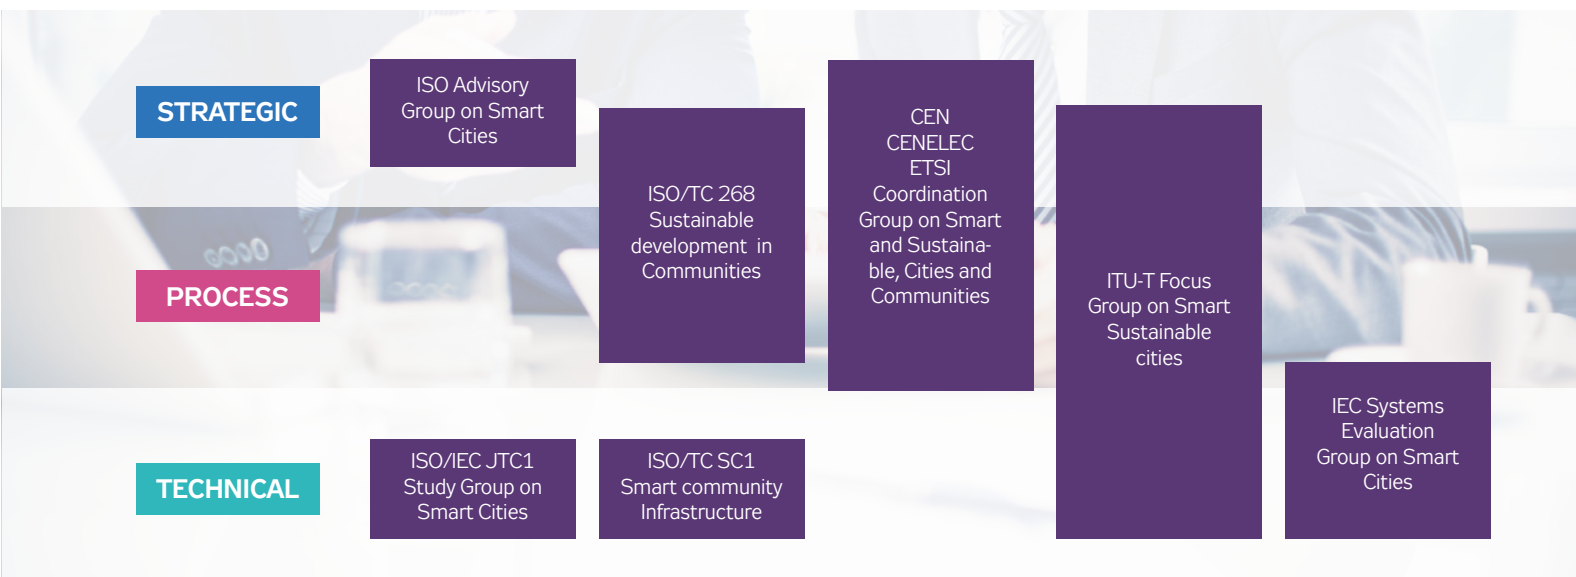 STRATEGIC
ISO Advisory
Group on Smart
Cities
ISO/TC 268
Sustainable
development in
Communities
CEN
CENELEC
ETSI
Coordination
Group on Smart
and Sustaina-
ble, Cities and
Communities
ITU-T Focus
Group on Smart
Sustainable
cities
PROCESS
IEC Systems
Evaluation
Group on Smart
Cities
TECHNICAL
ISO/IEC JTC1
Study Group on
Smart Cities
ISO/TC SC1
Smart community
Infrastructure